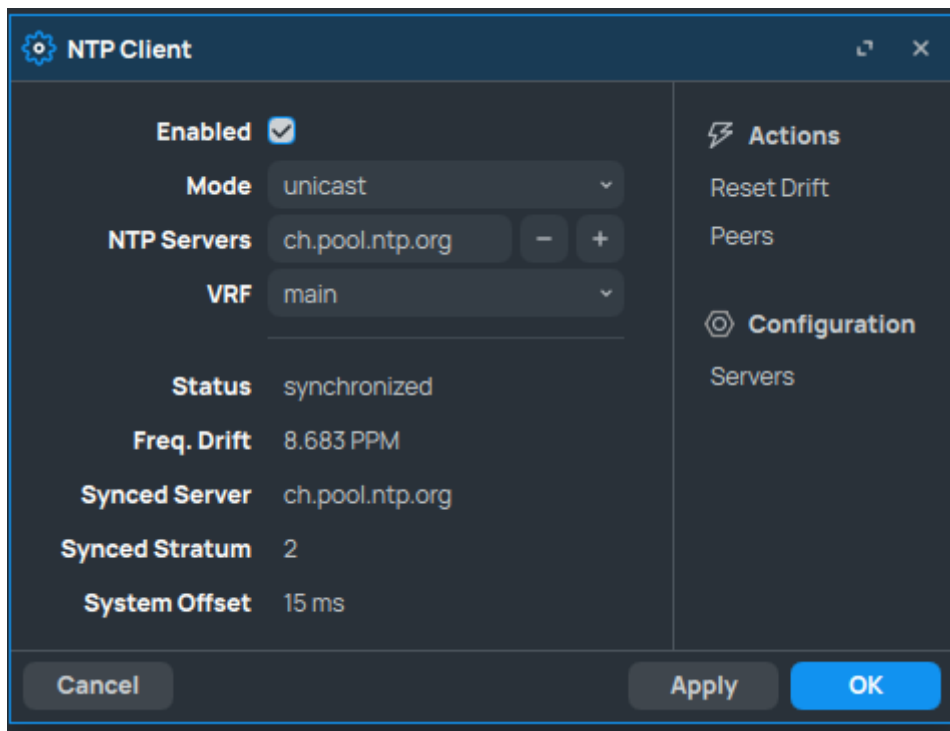 NTP Client
Enabled
Mode unicast
NTP Servers ch.pool.ntp.org - +
VRF main
Status synchronized
Freq. Drift 8.683 PPM
Synced Server ch.pool.ntp.org
Synced Stratum 2
System Offset 15 ms
Actions
Reset Drift
Peers
Configuration
Servers
Cancel Apply OK